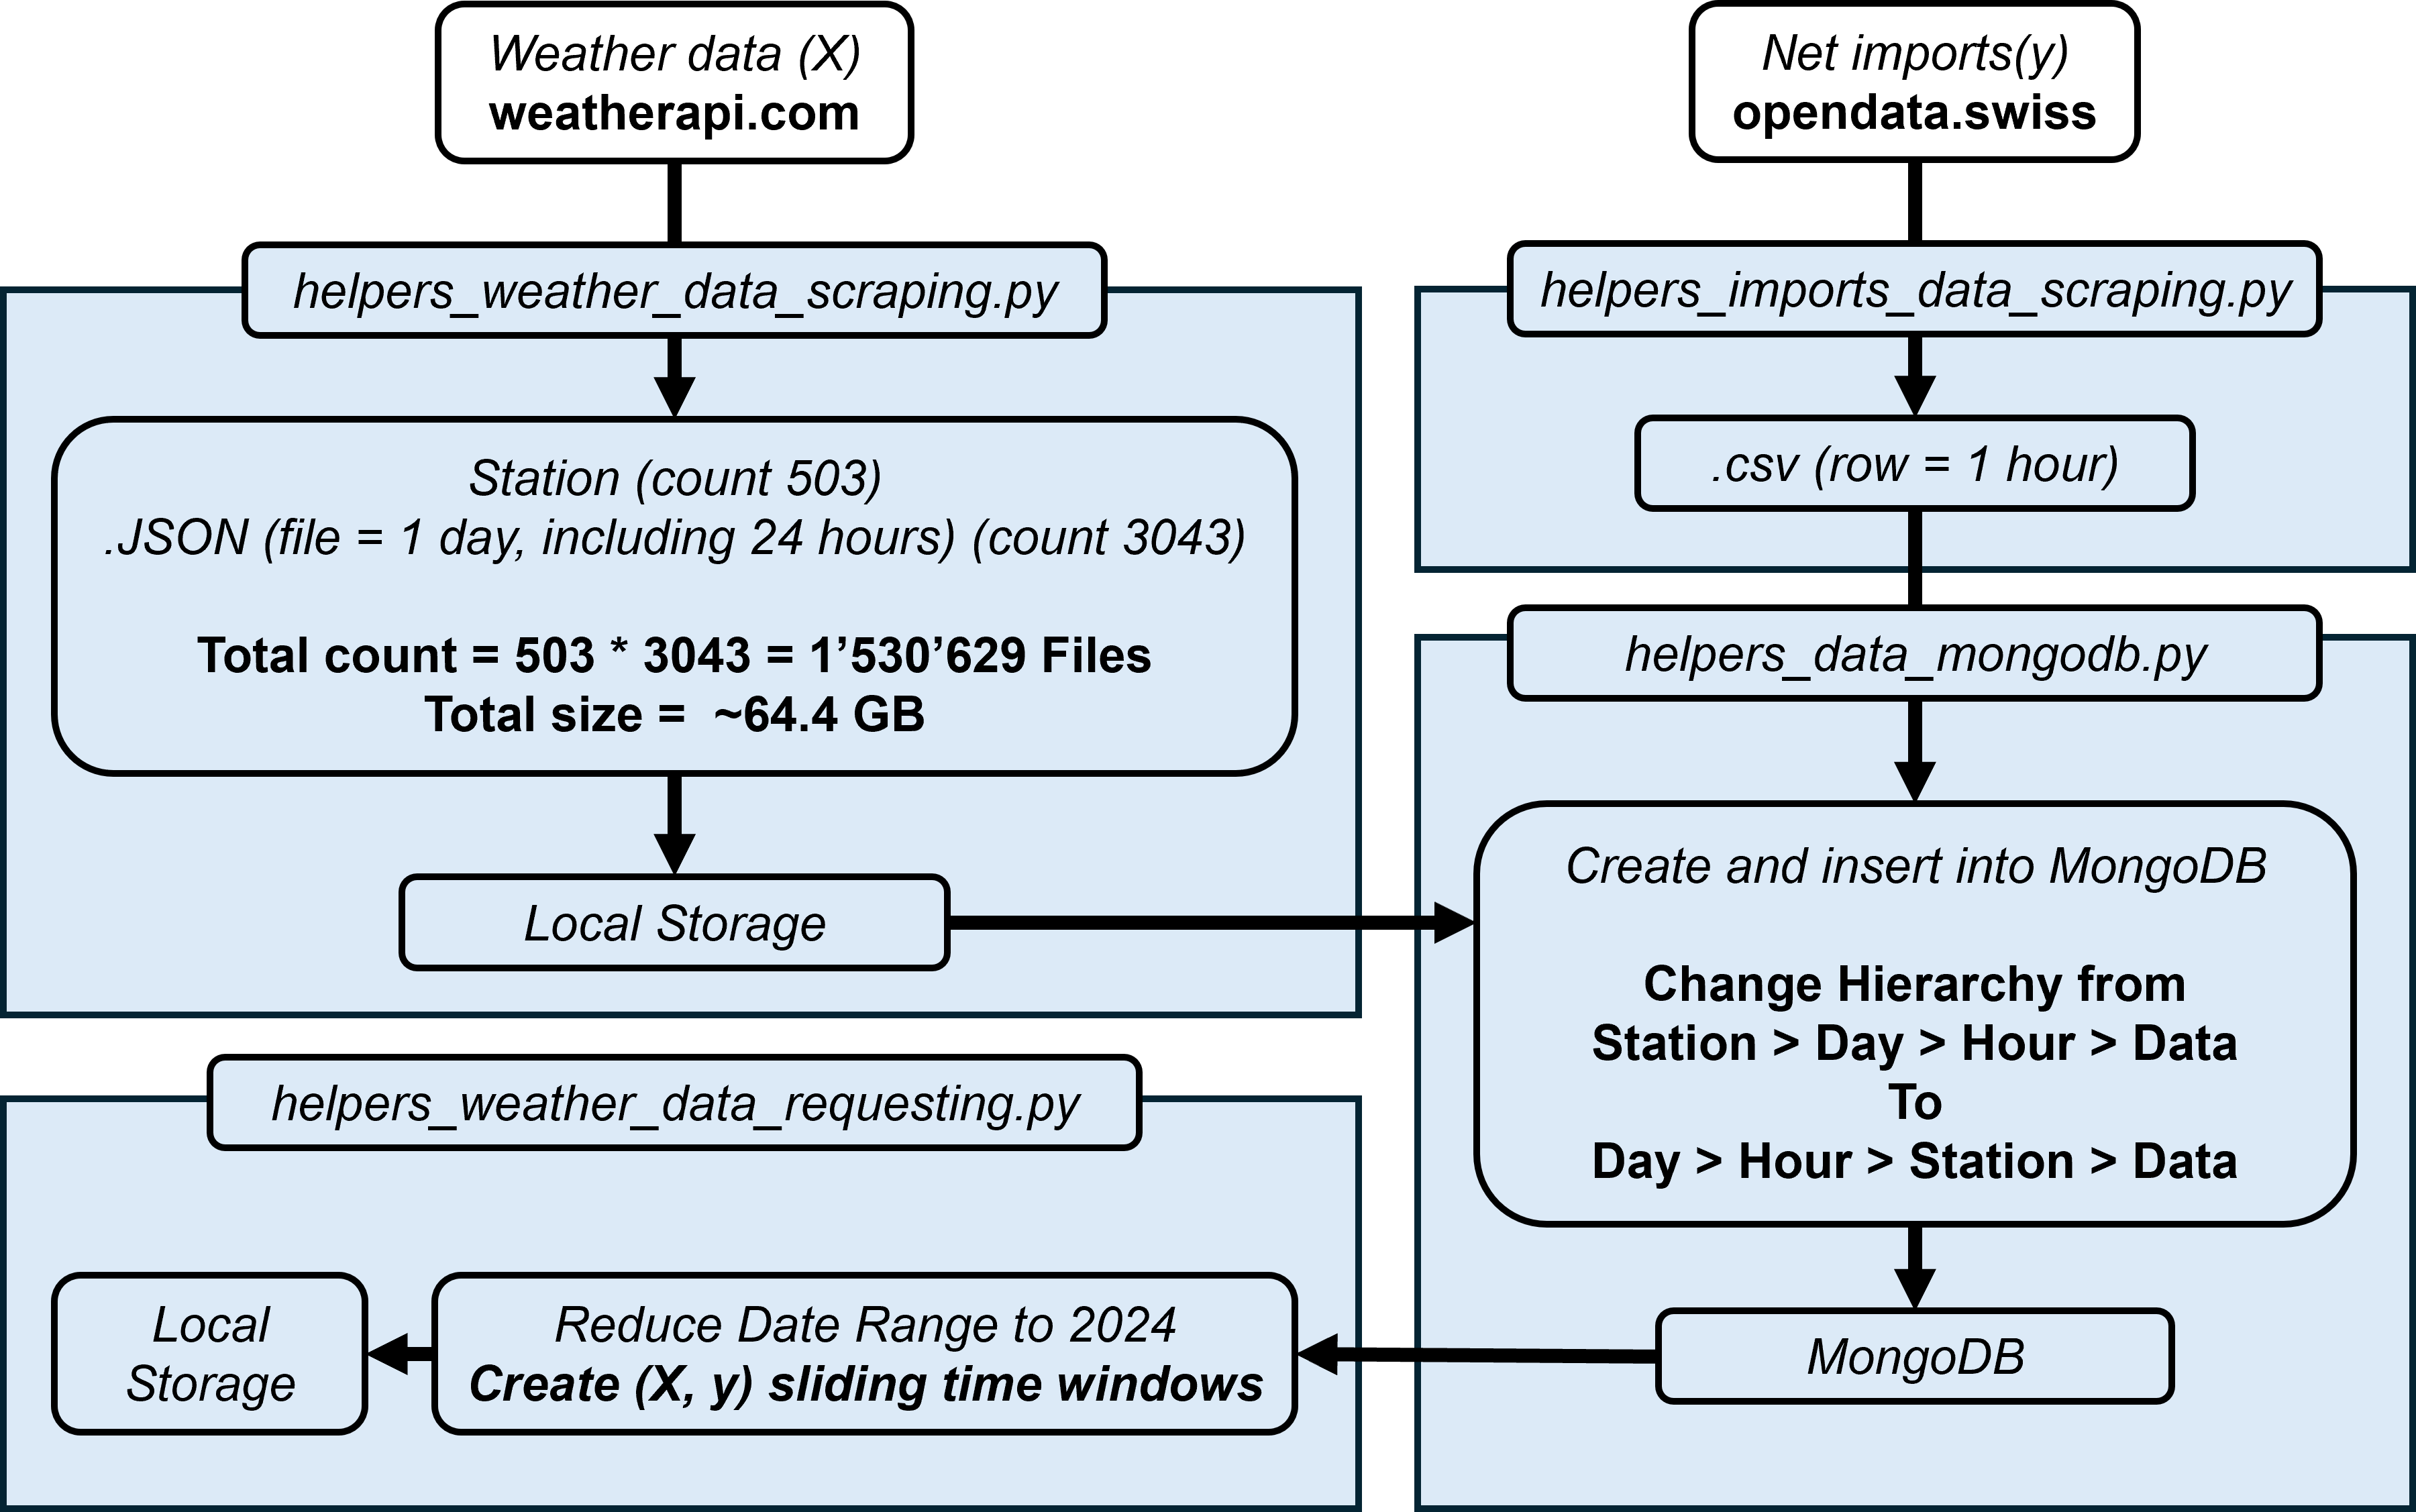 Weather data (X)
weatherapi.com
helpers_weather_data_scraping.py
Station (count 503)
.JSON (file = 1 day, including 24 hours) (count 3043)
Total count = 503 * 3043 = 1’530’629 Files
Total size =  ~64.4 GB
Local Storage
Net imports(y)
opendata.swiss
helpers_imports_data_scraping.py
.csv (row = 1 hour)
helpers_data_mongodb.py
Create and insert into MongoDB
Change Hierarchy from
Station > Day > Hour > Data
To
Day > Hour > Station > Data
MongoDB
helpers_weather_data_requesting.py
Reduce Date Range to 2024
Create (X, y) sliding time windows
Local
Storage